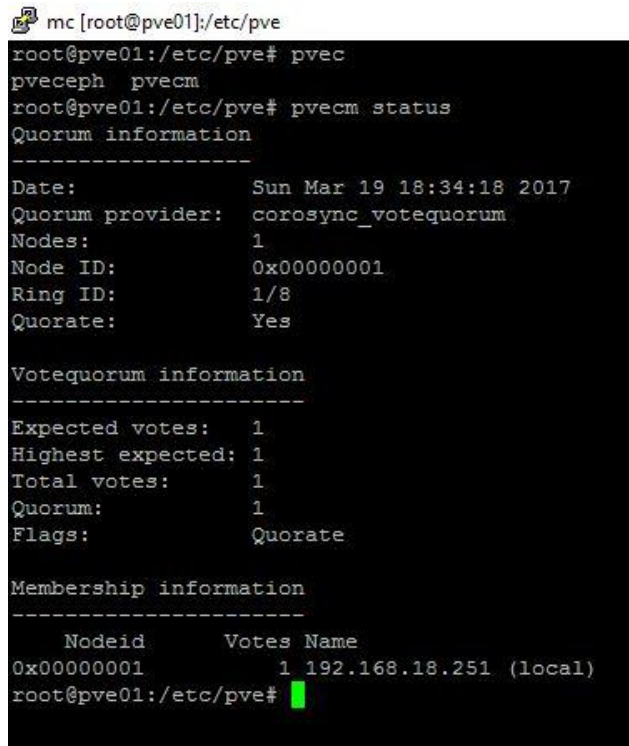 mc [root@pve01]:/etc/pve
root@pve01:/etc/pve# pvec
pveceph  pvecm
root@pve01:/etc/pve# pvecm status
Quorum information
------------------
Date:             Sun Mar 19 18:34:18 2017
Quorum provider:  corosync_votequorum
Nodes:            1
Node ID:          0x00000001
Ring ID:          1/8
Quorate:          Yes

Votequorum information
----------------------
Expected votes:   1
Highest expected: 1
Total votes:      1
Quorum:           1
Flags:            Quorate

Membership information
----------------------
    Nodeid      Votes Name
0x00000001          1 192.168.18.251 (local)
root@pve01:/etc/pve#